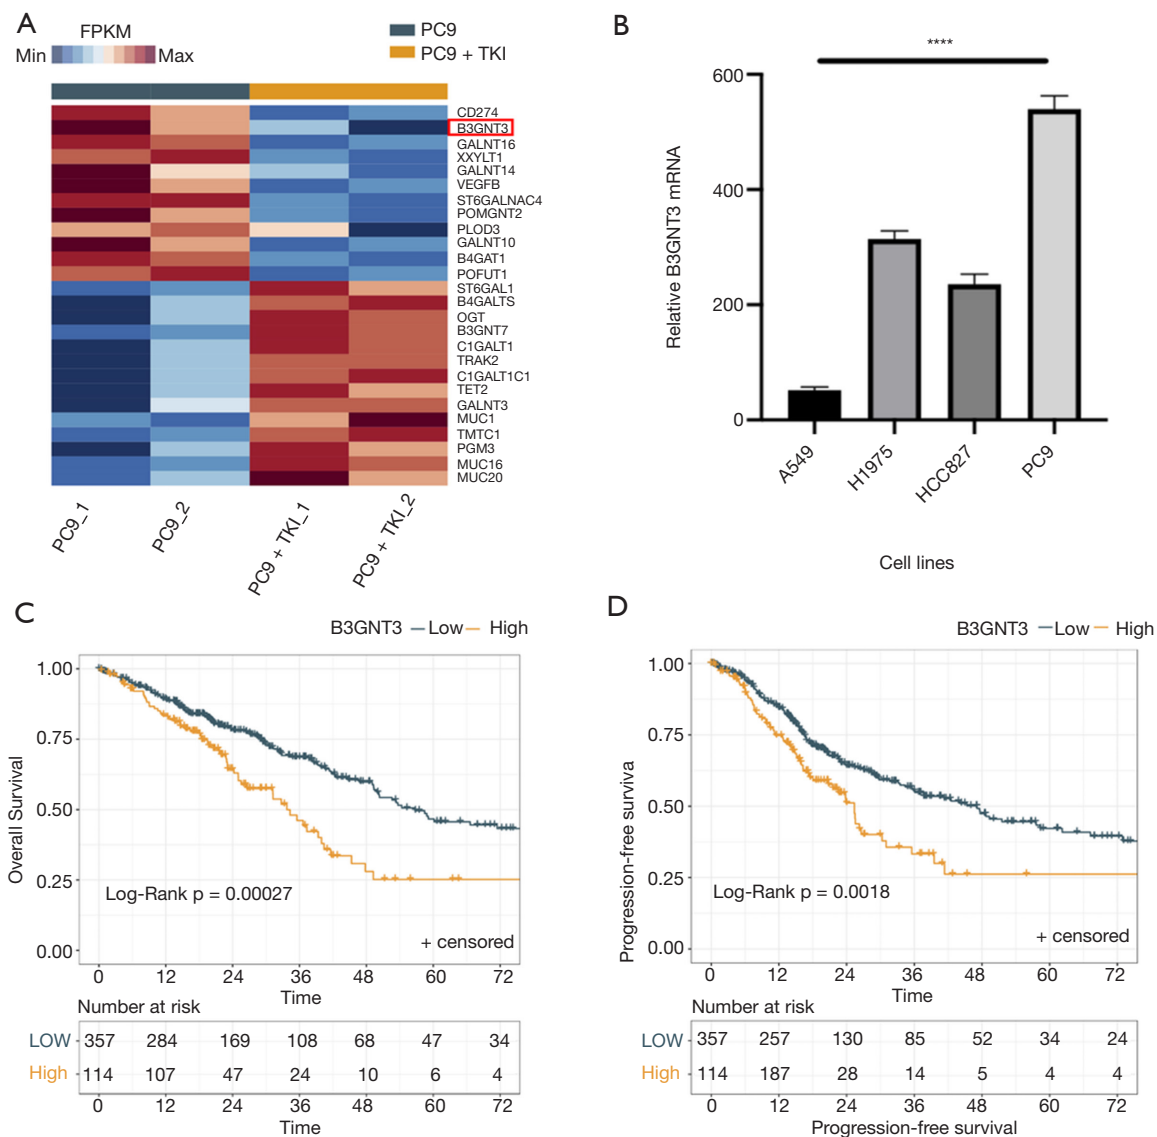 A
FPKM
Min Max
PC9
PC9 + TKI
CD274
B3GNT3
GALNT16
XXYLT1
GALNT14
VEGFB
ST6GALNAC4
POMGNT2
PLOD3
GALNT10
B4GAT1
POFUT1
ST6GAL1
B4GALTS
OGT
B3GNT7
C1GALT1
TRAK2
C1GALT1C1
TET2
GALNT3
MUC1
TMTC1
PGM3
MUC16
MUC20
PC9_1
PC9_2
PC9 + TKI_1
PC9 + TKI_2
B
****
Relative B3GNT3 mRNA
600
400
200
0
A549
H1975
HCC827
PC9
Cell lines
C
B3GNT3 Low High
Overall Survival
1.00
0.75
0.50
0.25
0.00
Log-Rank p = 0.00027
+ censored
0 12 24 36 48 60 72
Time
Number at risk
LOW 357 284 169 108 68 47 34
High 114 107 47 24 10 6 4
0 12 24 36 48 60 72
Time
D
B3GNT3 Low High
Progression-free surviva
1.00
0.75
0.50
0.25
0.00
Log-Rank p = 0.0018
+ censored
0 12 24 36 48 60 72
Time
Number at risk
LOW 357 257 130 85 52 34 24
High 114 187 28 14 5 4 4
0 12 24 36 48 60 72
Progression-free survival